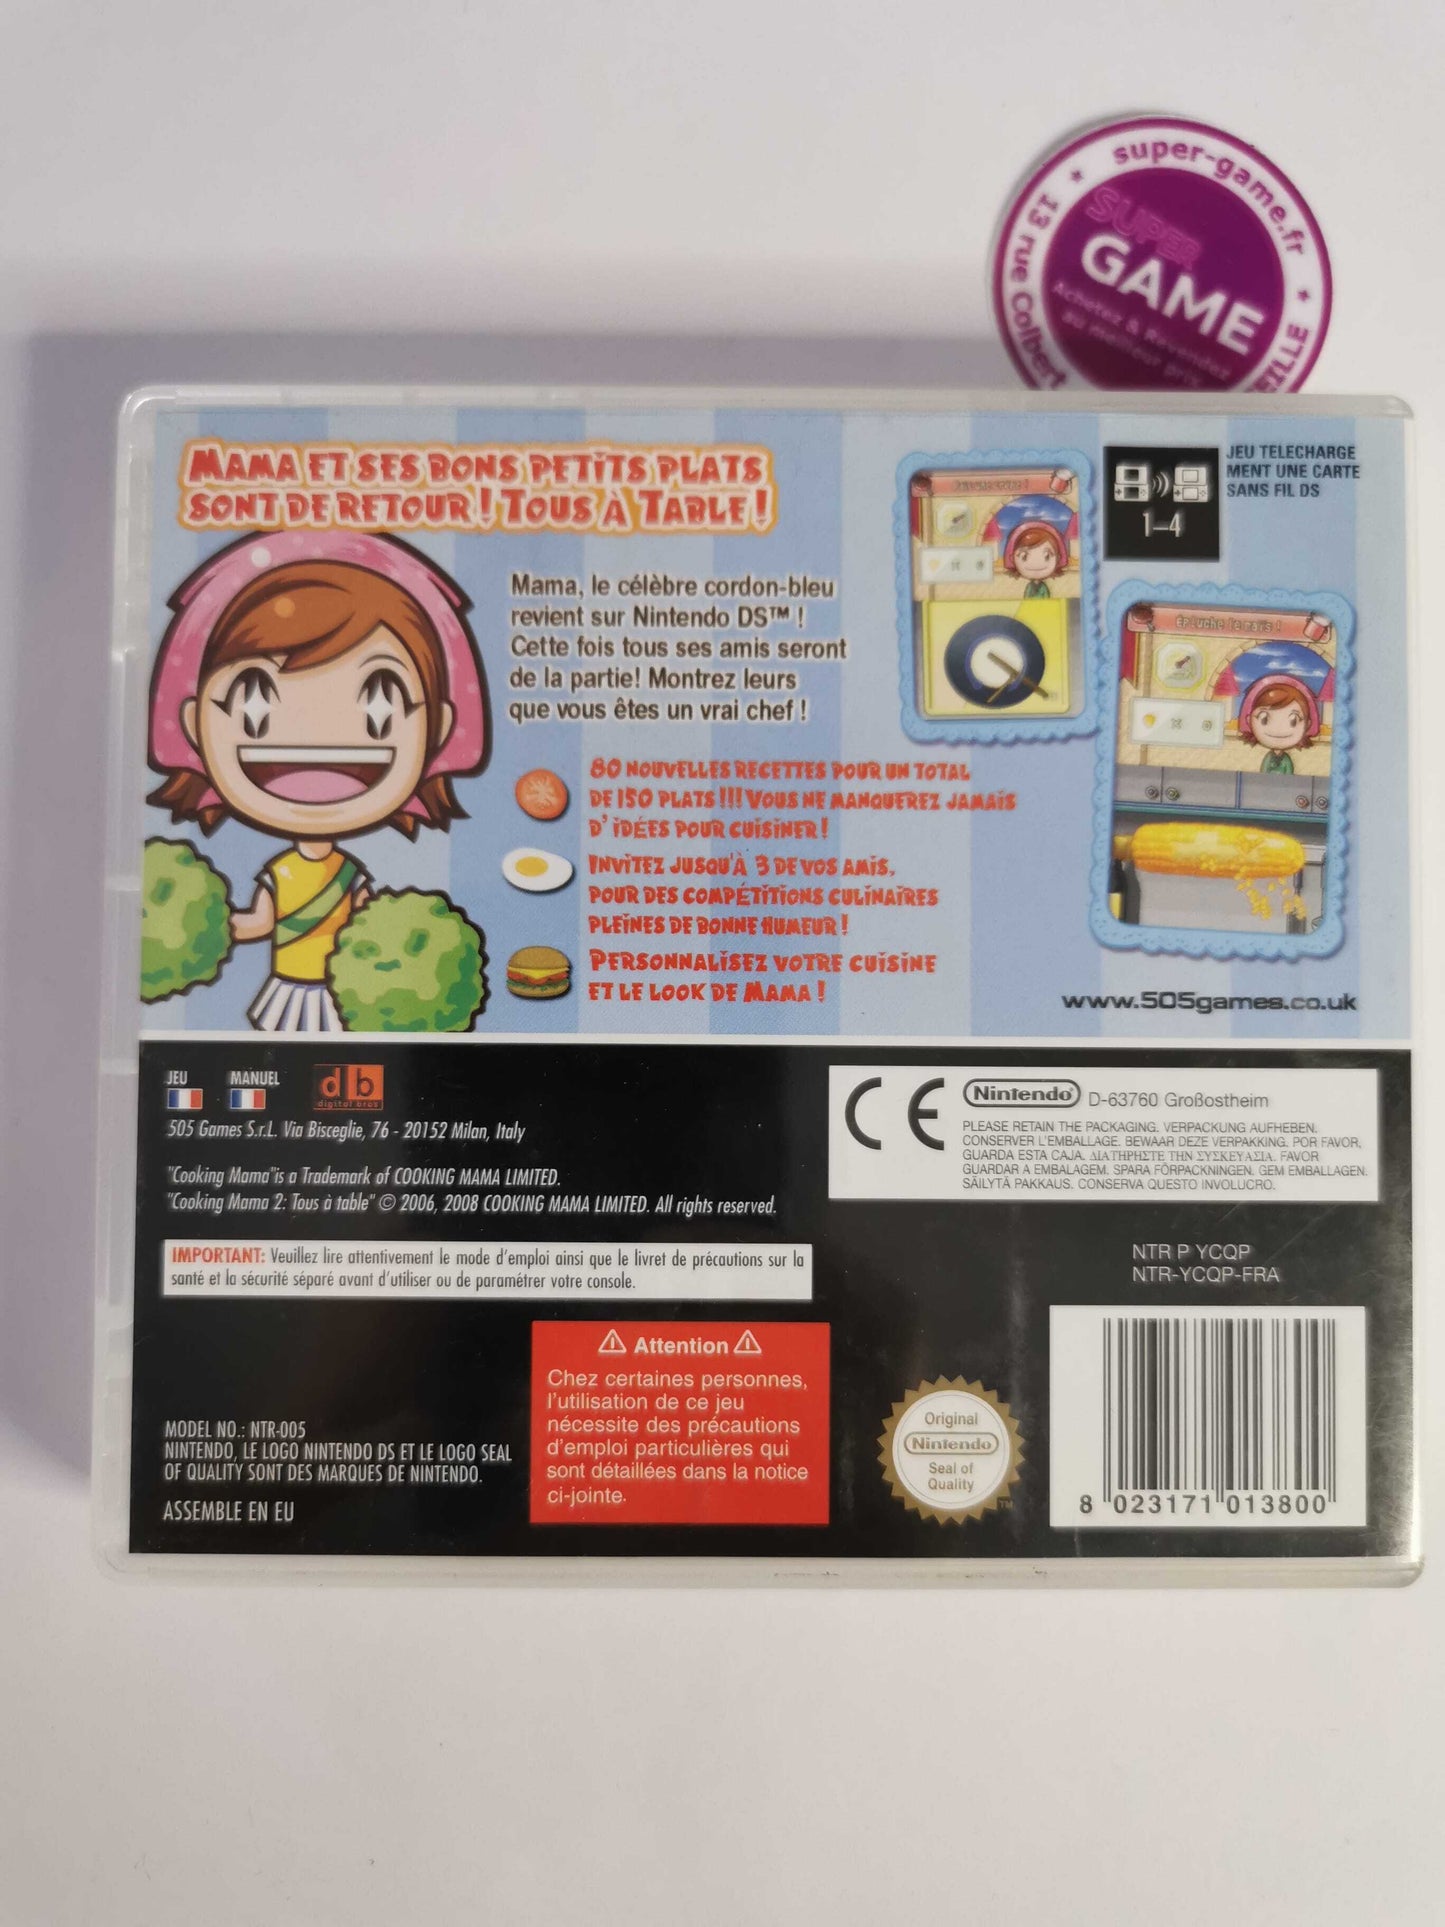 super-game.fr
13 rue Colbert
SUPER
GAME
Achetez & Revendez
au meilleur prix
MAMA ET SES BONS PETITS PLATS
SONT DE RETOUR ! TOUS À TABLE !
Mama, le célèbre cordon-bleu
revient sur Nintendo DS™ !
Cette fois tous ses amis seront
de la partie! Montrez leurs
que vous êtes un vrai chef !
80 NOUVELLES RECETTES POUR UN TOTAL
DE 150 PLATS !!! VOUS NE MANQUEREZ JAMAIS
D' IDÉES POUR CUISINER !
INVITEZ JUSQU'À 3 DE VOS AMIS,
POUR DES COMPÉTITIONS CULINAIRES
PLEINES DE BONNE HUMEUR !
PERSONNALISEZ VOTRE CUISINE
ET LE LOOK DE MAMA !
1–4
JEU TELECHARGE
MENT UNE CARTE
SANS FIL DS
Epluche le maïs !
www.505games.co.uk
JEU
MANUEL
db
digital bros
505 Games S.r.L. Via Bisceglie, 76 - 20152 Milan, Italy
"Cooking Mama"is a Trademark of COOKING MAMA LIMITED.
"Cooking Mama 2: Tous à table" © 2006, 2008 COOKING MAMA LIMITED. All rights reserved.
IMPORTANT: Veuillez lire attentivement le mode d'emploi ainsi que le livret de précautions sur la
santé et la sécurité séparé avant d'utiliser ou de paramétrer votre console.
CE
Nintendo D-63760 Großostheim
PLEASE RETAIN THE PACKAGING. VERPACKUNG AUFHEBEN.
CONSERVER L'EMBALLAGE. BEWAAR DEZE VERPAKKING. POR FAVOR,
GUARDA ESTA CAJA. ΔΙΑΤΗΡΗΣΤΕ ΤΗΝ ΣΥΣΚΕΥΑΣΙΑ. FAVOR
GUARDAR A EMBALAGEM. SPARA FÖRPACKNINGEN. GEM EMBALLAGEN.
SÄILYTÄ PAKKAUS. CONSERVA QUESTO INVOLUCRO.
NTR P YCQP
NTR-YCQP-FRA
Attention
Chez certaines personnes,
l'utilisation de ce jeu
nécessite des précautions
d'emploi particulières qui
sont détaillées dans la notice
ci-jointe.
MODEL NO.: NTR-005
NINTENDO, LE LOGO NINTENDO DS ET LE LOGO SEAL
OF QUALITY SONT DES MARQUES DE NINTENDO.
ASSEMBLE EN EU
Original
Nintendo
Seal of
Quality
TM
8 023171 013800